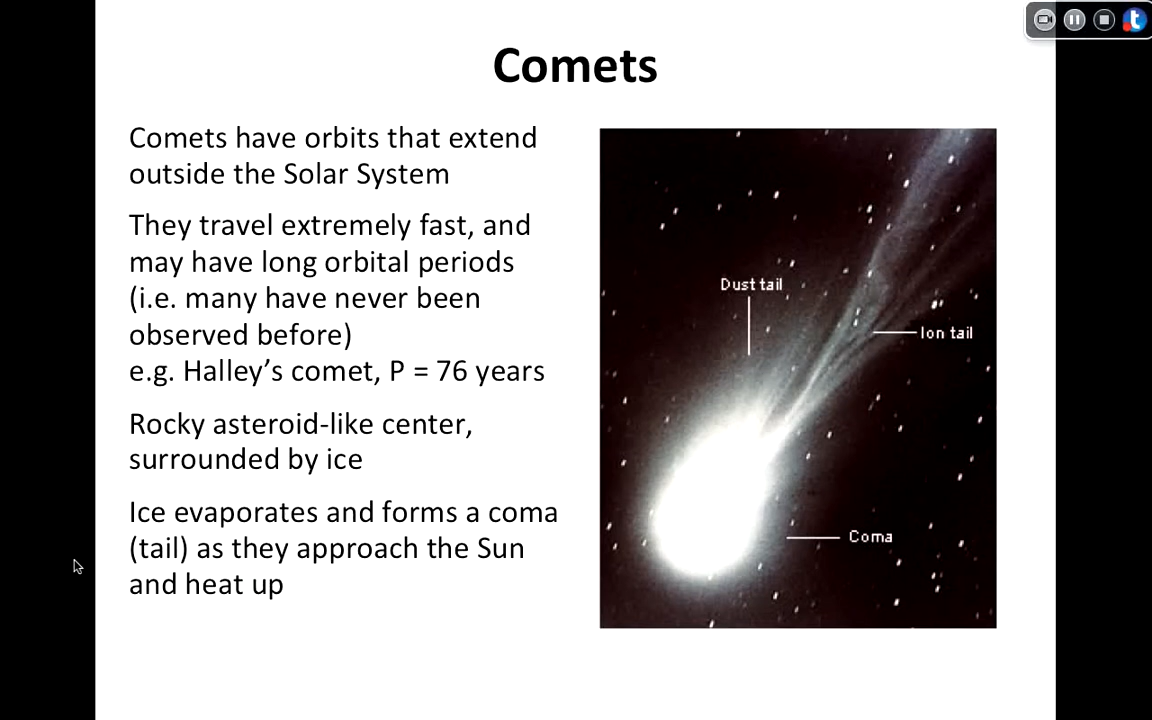 Comets
Comets have orbits that extend
outside the Solar System
They travel extremely fast, and
may have long orbital periods
(i.e. many have never been
observed before)
e.g. Halley’s comet, P = 76 years
Rocky asteroid-like center,
surrounded by ice
Ice evaporates and forms a coma
(tail) as they approach the Sun
and heat up
Dust tail
Ion tail
Coma
t